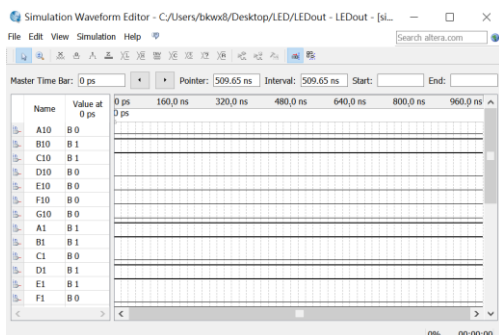 Simulation Waveform Editor - C:/Users/bkwx8/Desktop/LED/LEDout - LEDout - [si...
File Edit View Simulation Help
Search altera.com
Master Time Bar: 0 ps Pointer: 509.65 ns Interval: 509.65 ns Start: End:
Name Value at 0 ps
0 ps 160.0 ns 320.0 ns 480.0 ns 640.0 ns 800.0 ns 960.0 ns
0 ps
A10 B 0
B10 B 1
C10 B 1
D10 B 0
E10 B 0
F10 B 0
G10 B 0
A1 B 1
B1 B 1
C1 B 0
D1 B 1
E1 B 1
F1 B 0
0% 00:00:00